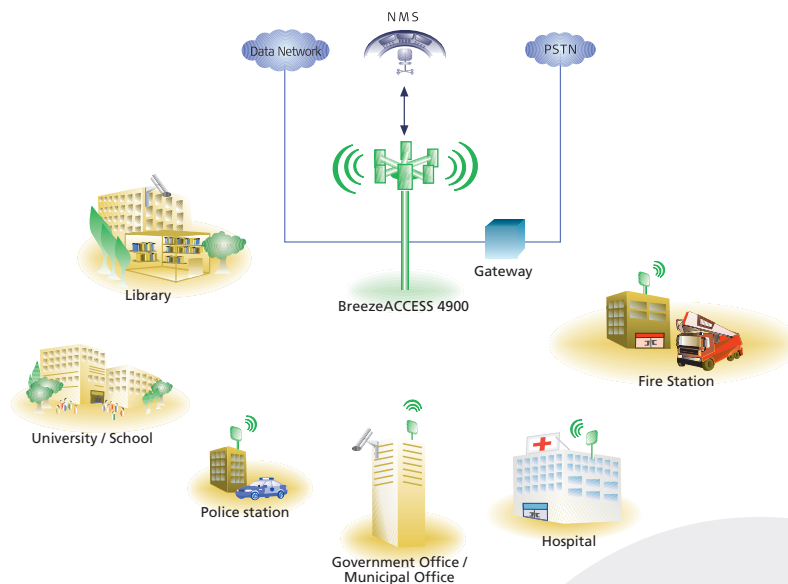 NMS
Data Network
PSTN
Gateway
BreezeACCESS 4900
Library
Fire Station
University / School
Police station
Government Office /
Municipal Office
Hospital